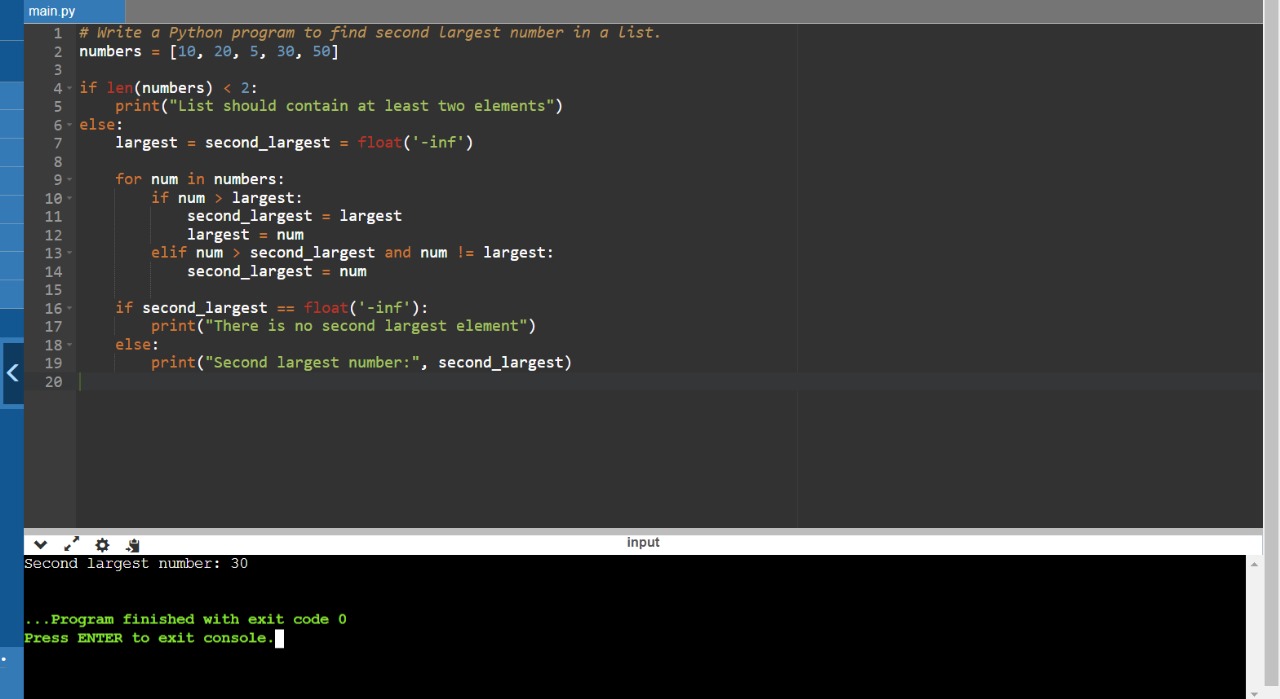 main.py
1 # Write a Python program to find second largest number in a list.
2 numbers = [10, 20, 5, 30, 50]
3
4 if len(numbers) < 2:
5     print("List should contain at least two elements")
6 else:
7     largest = second_largest = float('-inf')
8
9     for num in numbers:
10         if num > largest:
11             second_largest = largest
12             largest = num
13         elif num > second_largest and num != largest:
14             second_largest = num
15
16     if second_largest == float('-inf'):
17         print("There is no second largest element")
18     else:
19         print("Second largest number:", second_largest)
20
input
Second largest number: 30
...Program finished with exit code 0
Press ENTER to exit console.